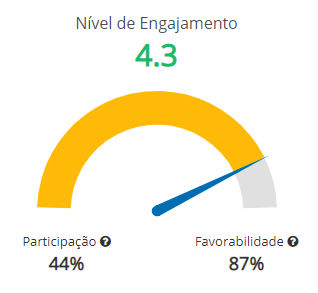 Nível de Engajamento
4.3
Participação ?
Favorabilidade ?
44%
87%